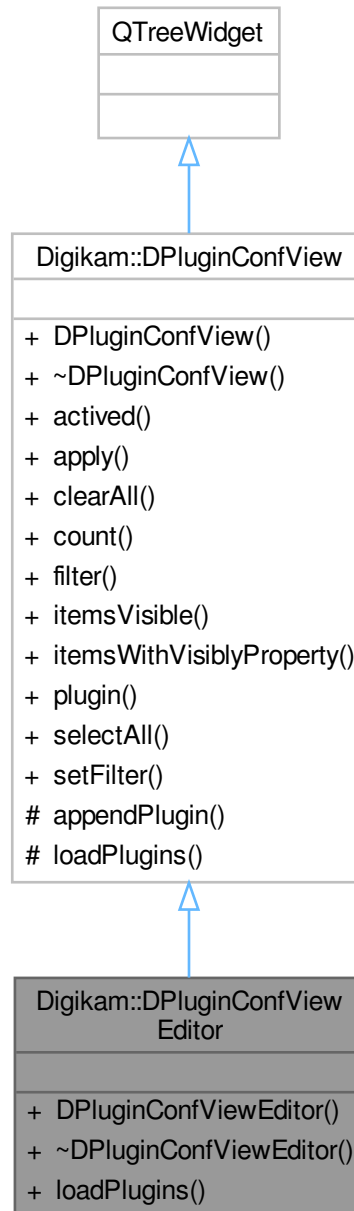 QTreeWidget
Digikam::DPluginConfView
+ DPluginConfView()
+ ~DPluginConfView()
+ actived()
+ apply()
+ clearAll()
+ count()
+ filter()
+ itemsVisible()
+ itemsWithVisiblyProperty()
+ plugin()
+ selectAll()
+ setFilter()
# appendPlugin()
# loadPlugins()
Digikam::DPluginConfView
Editor
+ DPluginConfViewEditor()
+ ~DPluginConfViewEditor()
+ loadPlugins()